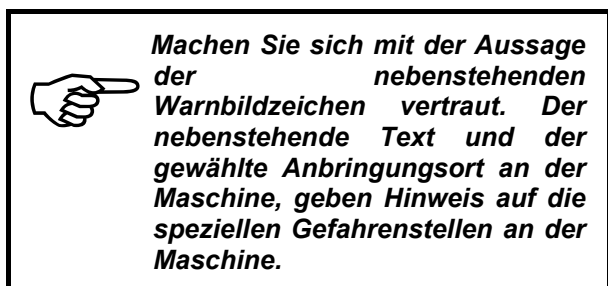 Machen Sie sich mit der Aussage
der nebenstehenden
Warnbildzeichen vertraut. Der
nebenstehende Text und der
gewählte Anbringungsort an der
Maschine, geben Hinweis auf die
speziellen Gefahrenstellen an der
Maschine.